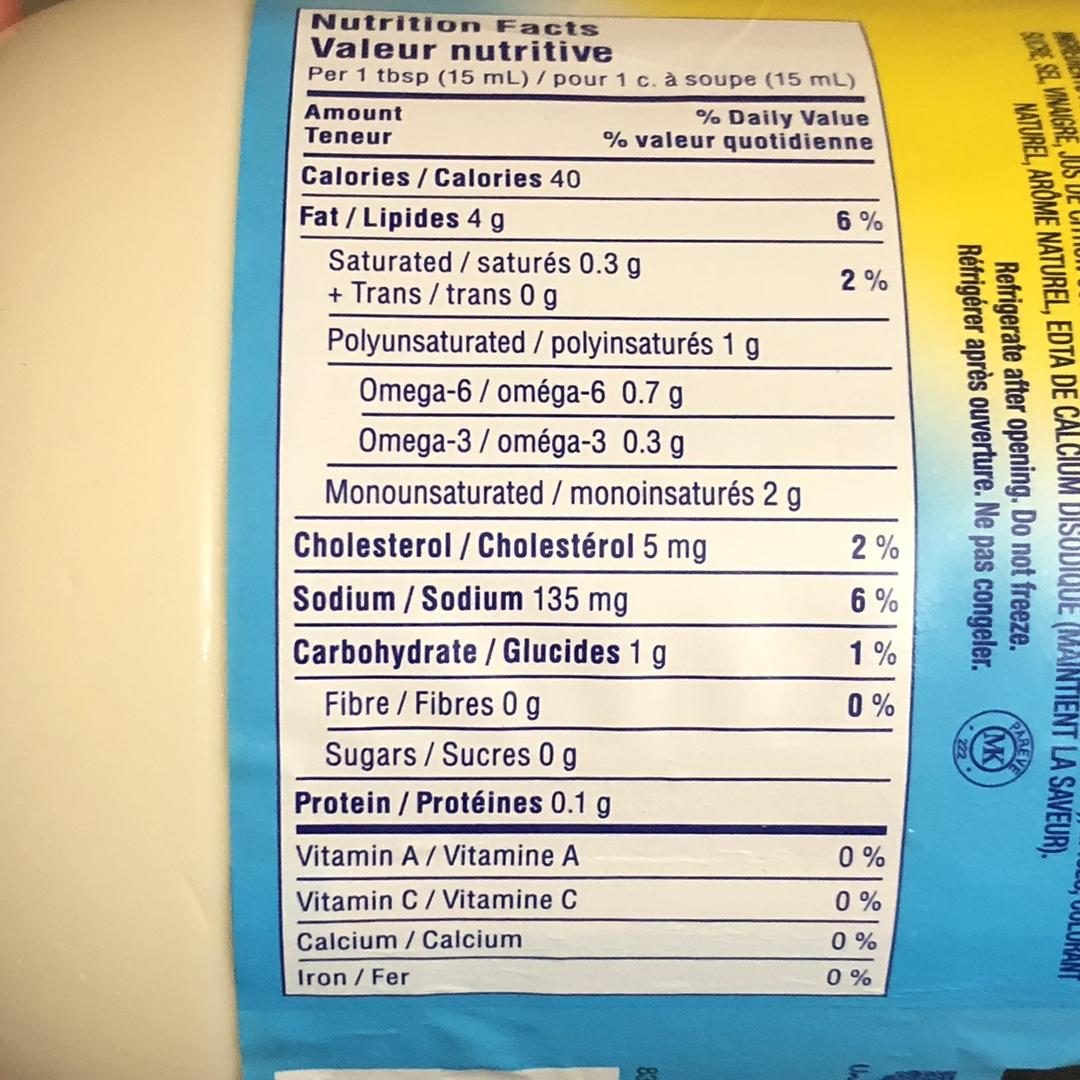 Nutrition Facts
Valeur nutritive
Per 1 tbsp (15 mL) / pour 1 c. à soupe (15 mL)
Amount % Daily Value
Teneur % valeur quotidienne
Calories / Calories 40
Fat / Lipides 4 g 6 %
Saturated / saturés 0.3 g
+ Trans / trans 0 g 2 %
Polyunsaturated / polyinsaturés 1 g
Omega-6 / oméga-6 0.7 g
Omega-3 / oméga-3 0.3 g
Monounsaturated / monoinsaturés 2 g
Cholesterol / Cholestérol 5 mg 2 %
Sodium / Sodium 135 mg 6 %
Carbohydrate / Glucides 1 g 1 %
Fibre / Fibres 0 g 0 %
Sugars / Sucres 0 g
Protein / Protéines 0.1 g
Vitamin A / Vitamine A 0 %
Vitamin C / Vitamine C 0 %
Calcium / Calcium 0 %
Iron / Fer 0 %
SUCRE, SEL, VINAIGRE, JUS DE
NATUREL, ARÔME NATUREL, EDTA DE CALCIUM DISODIQUE (MAINTIENT LA SAVEUR).
Refrigerate after opening. Do not freeze.
Réfrigérer après ouverture. Ne pas congeler.
PAREVE
MK
222